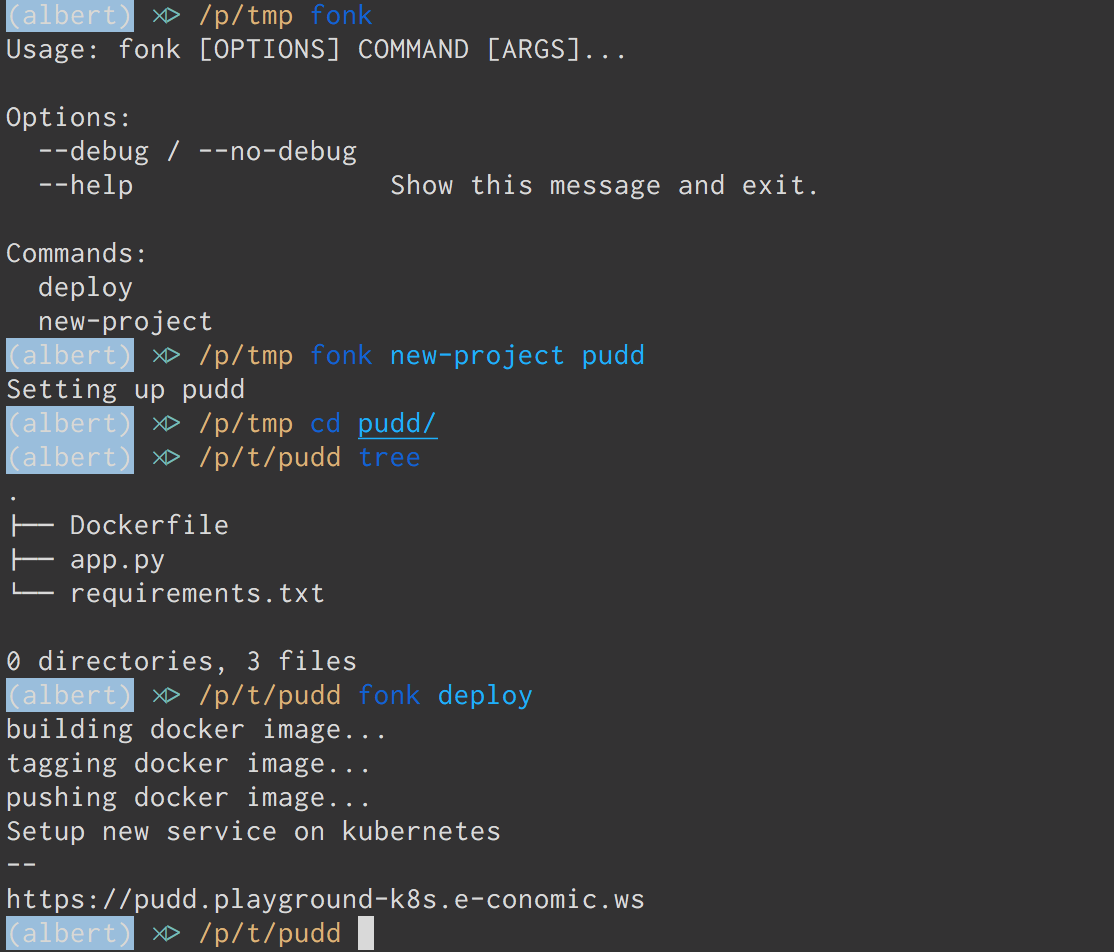 (albert) ⋊> /p/tmp fonk
Usage: fonk [OPTIONS] COMMAND [ARGS]...
Options:
--debug / --no-debug
--help Show this message and exit.
Commands:
deploy
new-project
(albert) ⋊> /p/tmp fonk new-project pudd
Setting up pudd
(albert) ⋊> /p/tmp cd pudd/
(albert) ⋊> /p/t/pudd tree
.
├── Dockerfile
├── app.py
└── requirements.txt
0 directories, 3 files
(albert) ⋊> /p/t/pudd fonk deploy
building docker image...
tagging docker image...
pushing docker image...
Setup new service on kubernetes
--
https://pudd.playground-k8s.e-conomic.ws
(albert) ⋊> /p/t/pudd